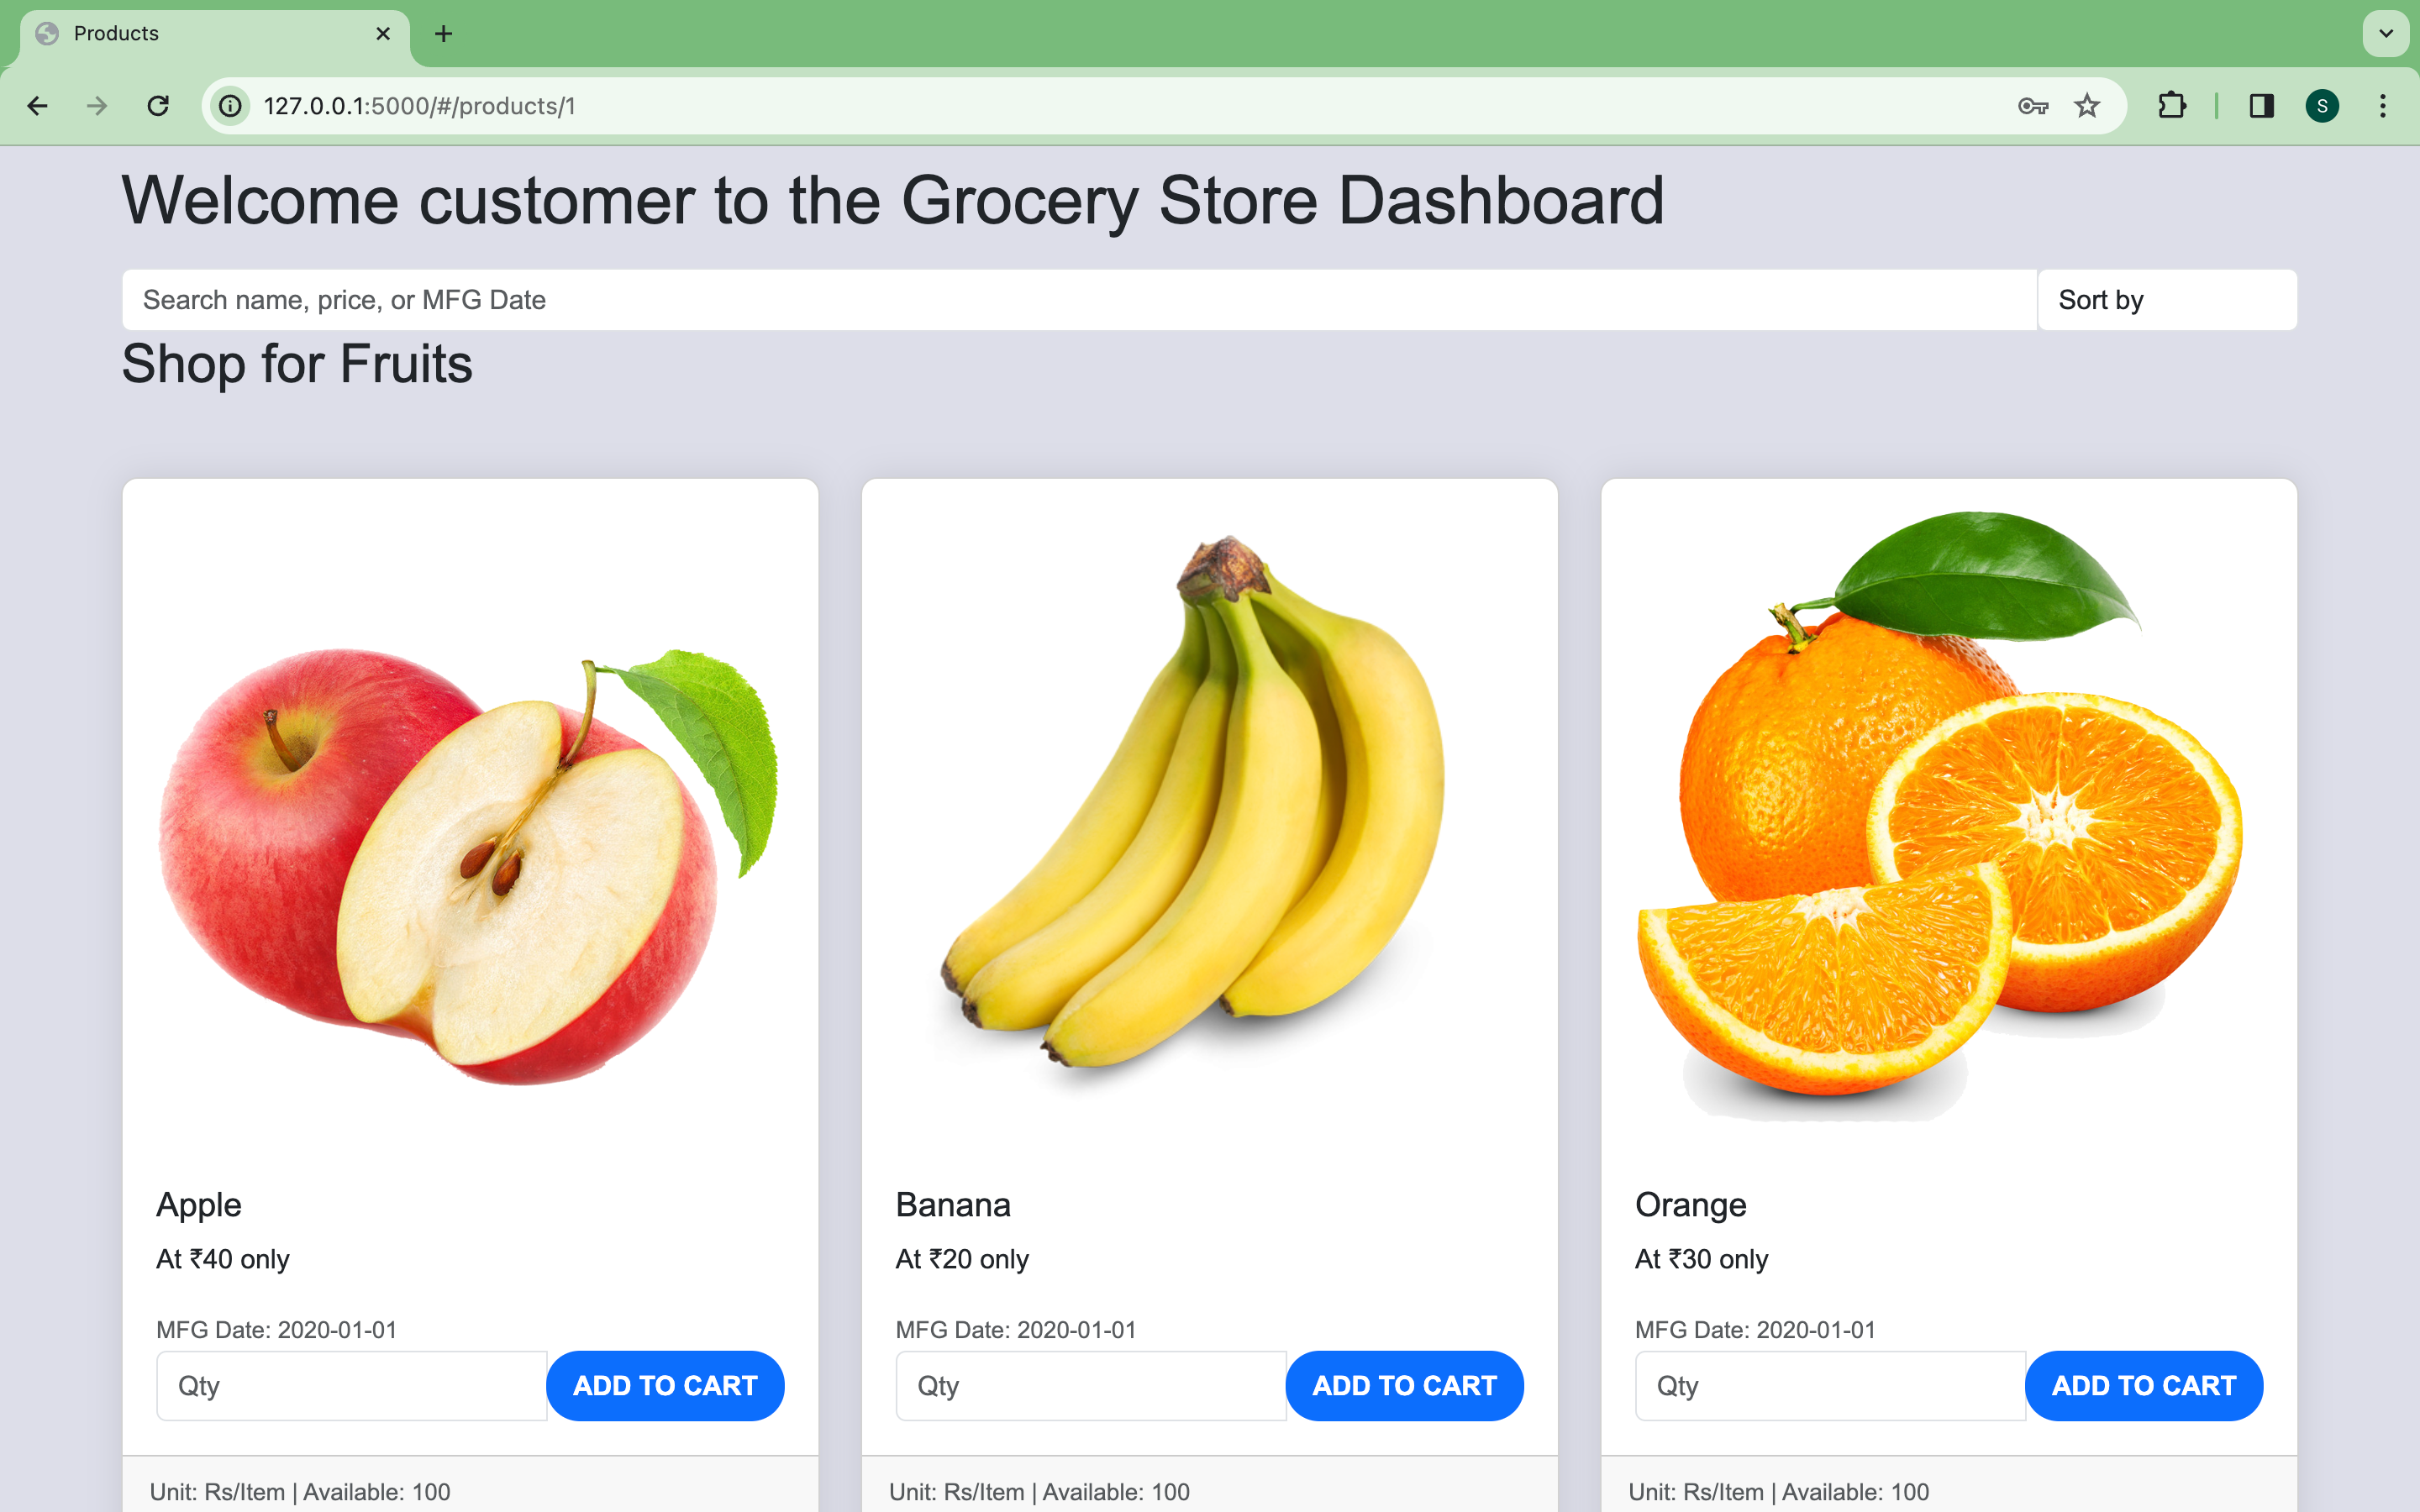 Products
127.0.0.1:5000/#/products/1
S
Welcome customer to the Grocery Store Dashboard
Search name, price, or MFG Date
Sort by
Shop for Fruits
Apple
At ₹40 only
MFG Date: 2020-01-01
Qty
ADD TO CART
Unit: Rs/Item | Available: 100
Banana
At ₹20 only
MFG Date: 2020-01-01
Qty
ADD TO CART
Unit: Rs/Item | Available: 100
Orange
At ₹30 only
MFG Date: 2020-01-01
Qty
ADD TO CART
Unit: Rs/Item | Available: 100